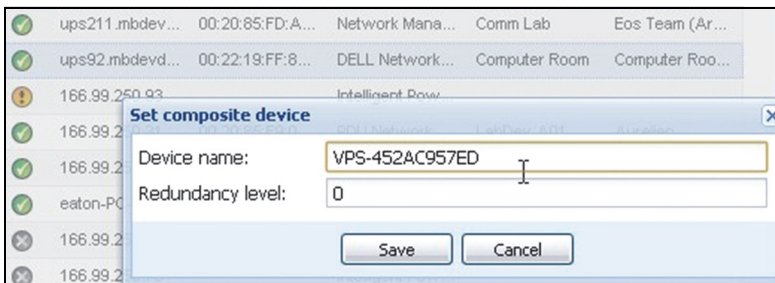 ups211.mbdev... 00:20:85:FD:A... Network Mana... Comm Lab Eos Team (Ar...
ups92.mbdevd... 00:22:19:FF:8... DELL Network... Computer Room Computer Roo...
166.99.250.93 Intelligent Pow...
Set composite device
166.99.2
Device name: VPS-452AC957ED
166.99.2
Redundancy level: 0
eaton-PC
166.99.2
Save Cancel
166.99.2